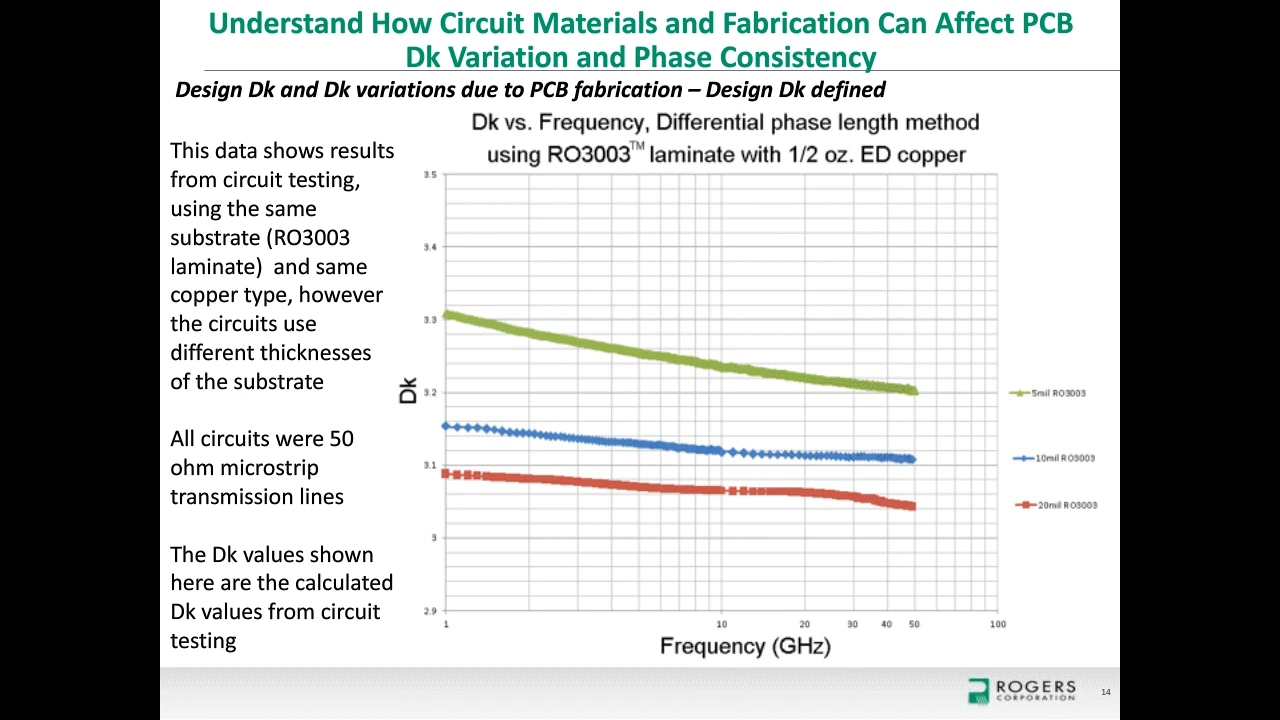 Understand How Circuit Materials and Fabrication Can Affect PCB
Dk Variation and Phase Consistency
Design Dk and Dk variations due to PCB fabrication – Design Dk defined
This data shows results
from circuit testing,
using the same
substrate (RO3003
laminate)  and same
copper type, however
the circuits use
different thicknesses
of the substrate
All circuits were 50
ohm microstrip
transmission lines
The Dk values shown
here are the calculated
Dk values from circuit
testing
Dk vs. Frequency, Differential phase length method
using RO3003™ laminate with 1/2 oz. ED copper
Dk
3.5
3.4
3.3
3.2
3.1
3
2.9
1 10 20 30 40 50 100
Frequency (GHz)
5mil RO3003
10mil RO3003
20mil RO3003
ROGERS
CORPORATION
14